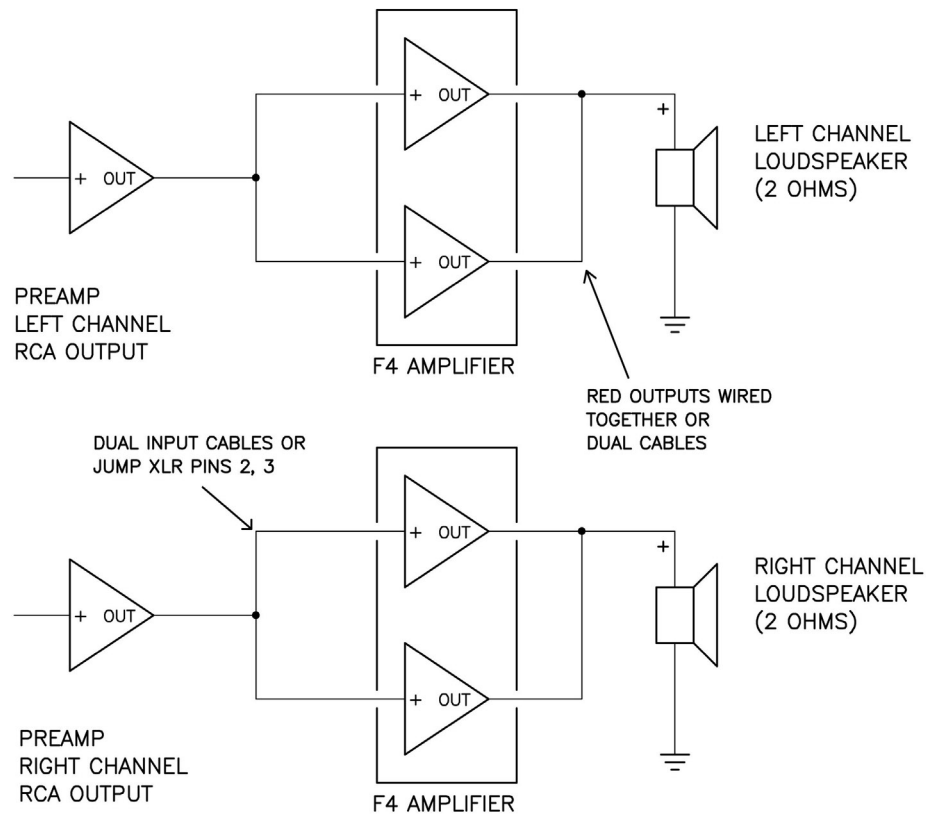 + OUT
+ OUT
+
LEFT CHANNEL
LOUDSPEAKER
(2 OHMS)
+ OUT
+ OUT
PREAMP
LEFT CHANNEL
RCA OUTPUT
F4 AMPLIFIER
RED OUTPUTS WIRED
TOGETHER OR
DUAL CABLES
DUAL INPUT CABLES OR
JUMP XLR PINS 2, 3
+ OUT
+
RIGHT CHANNEL
LOUDSPEAKER
(2 OHMS)
+ OUT
+ OUT
PREAMP
RIGHT CHANNEL
RCA OUTPUT
F4 AMPLIFIER